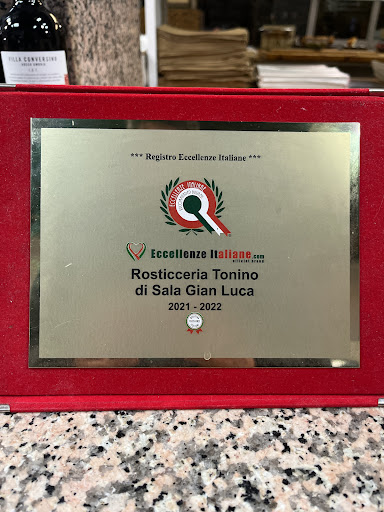 VILLA CONVERSINO
*** Registro Eccellenze Italiane ***
ECCELLENZE ITALIANE
Eccellenze Italiane.com
Rosticceria Tonino
di Sala Gian Luca
2021 - 2022